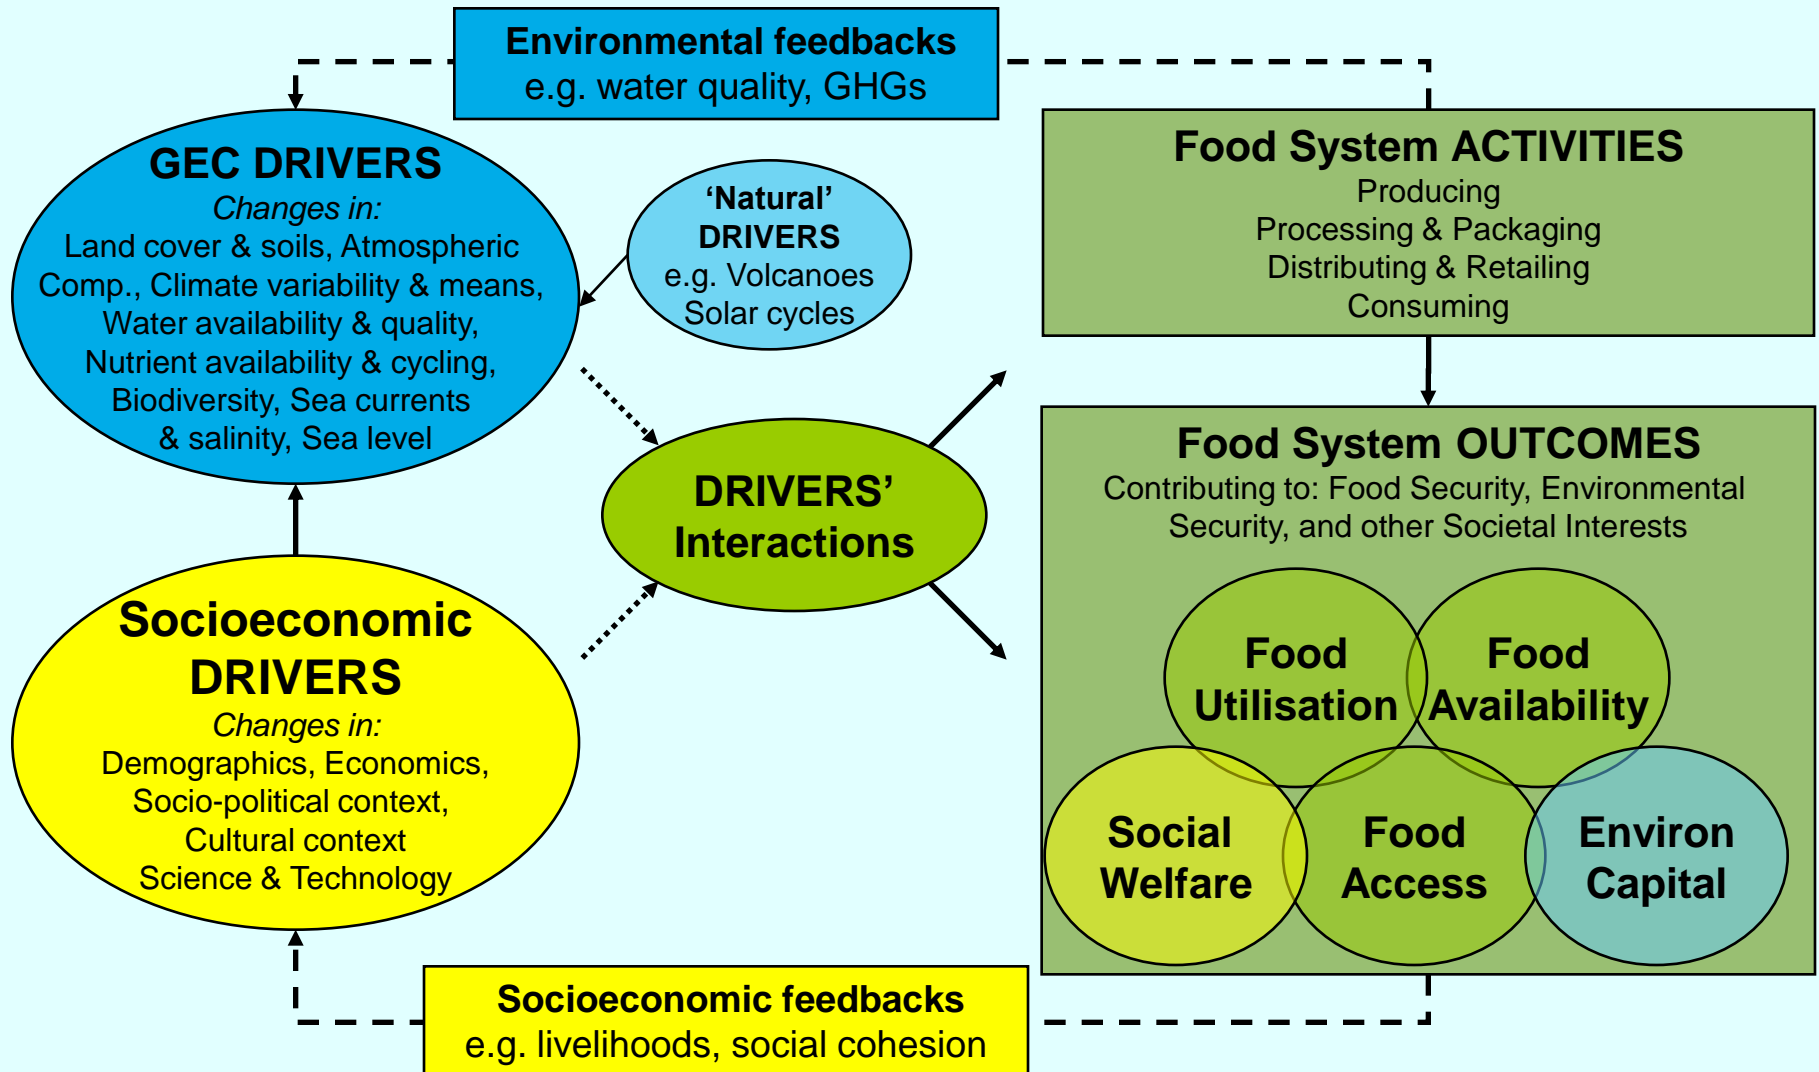 Environmental feedbacks
e.g. water quality, GHGs
GEC DRIVERS
Changes in:
Land cover & soils, Atmospheric
Comp., Climate variability & means,
Water availability & quality,
Nutrient availability & cycling,
Biodiversity, Sea currents
& salinity, Sea level
‘Natural’
DRIVERS
e.g. Volcanoes
Solar cycles
Food System ACTIVITIES
Producing
Processing & Packaging
Distributing & Retailing
Consuming
DRIVERS’
Interactions
Food System OUTCOMES
Contributing to: Food Security, Environmental
Security, and other Societal Interests
Food
Utilisation
Food
Availability
Social
Welfare
Food
Access
Environ
Capital
Socioeconomic
DRIVERS
Changes in:
Demographics, Economics,
Socio-political context,
Cultural context
Science & Technology
Socioeconomic feedbacks
e.g. livelihoods, social cohesion